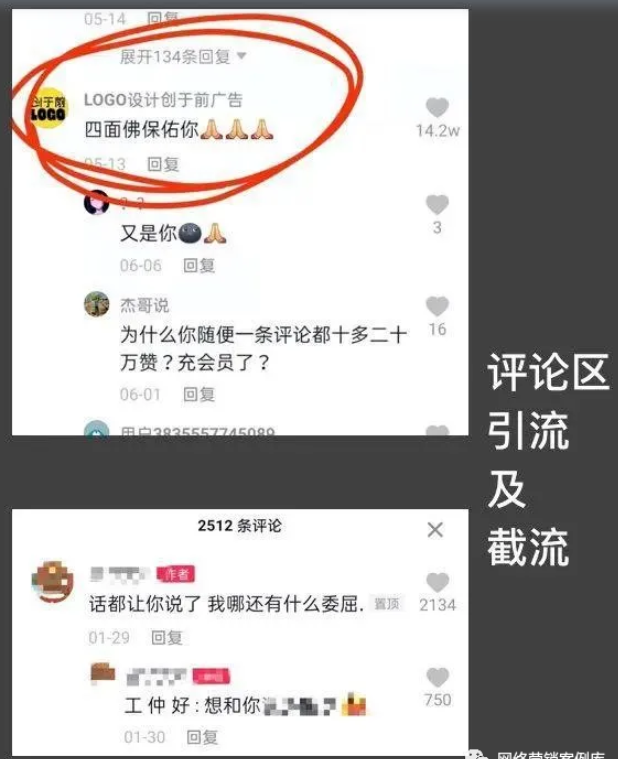 05-14 回复
展开134条回复
创于前
LOGO
LOGO设计创于前广告
四面佛保佑你🙏🙏🙏
14.2w
05-13 回复
又是你🌚🙏
3
06-06 回复
杰哥说
为什么你随便一条评论都十多二十
万赞？充会员了？
16
06-01 回复
用户3835557745089
评论区
引流
及
截流
2512 条评论
作者
话都让你说了 我哪还有什么委屈.
置顶
2134
01-29 回复
工 仲 好 : 想和你
750
01-30 回复
网络营销案例库